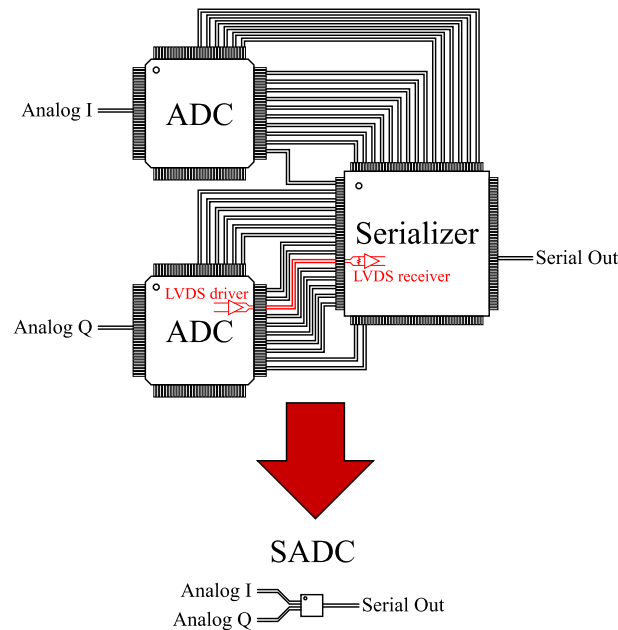 Analog I
ADC
Serializer
Serial Out
LVDS receiver
LVDS driver
Analog Q
ADC
SADC
Analog I
Serial Out
Analog Q